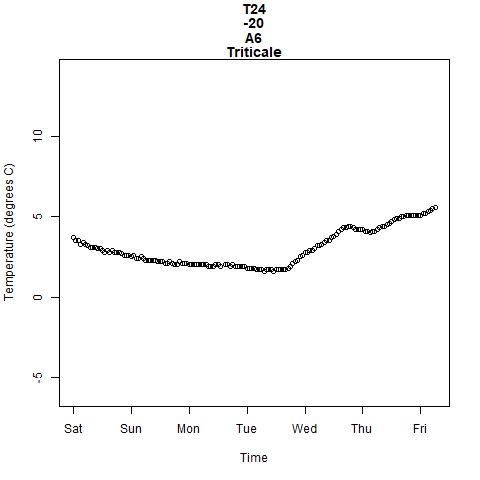 T24
-20
A6
Triticale
Temperature (degrees C)
10
5
0
-5
Sat Sun Mon Tue Wed Thu Fri
Time